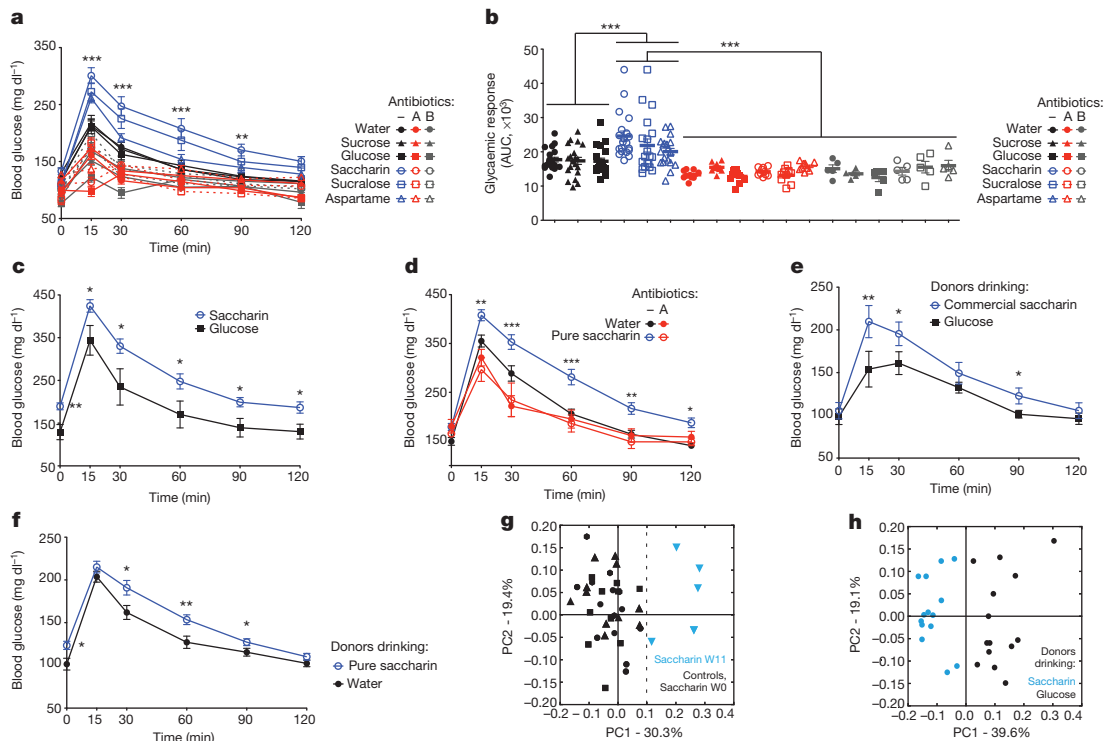 a
Blood glucose (mg dl−1)
350
250
150
50
***
***
***
**
0 15 30 60 90 120
Time (min)
Antibiotics:
– A B
Water
Sucrose
Glucose
Saccharin
Sucralose
Aspartame
b
Glycaemic response
(AUC, ×10³)
50
40
30
20
10
0
***
***
Antibiotics:
– A B
Water
Sucrose
Glucose
Saccharin
Sucralose
Aspartame
c
Blood glucose (mg dl−1)
450
350
250
150
50
**
*
*
*
*
*
Saccharin
Glucose
0 15 30 60 90 120
Time (min)
d
Blood glucose (mg dl−1)
450
350
250
150
**
***
***
**
*
Antibiotics:
– A
Water
Pure saccharin
0 15 30 60 90 120
Time (min)
e
Blood glucose (mg dl−1)
250
200
150
100
50
**
*
*
Donors drinking:
Commercial saccharin
Glucose
0 15 30 60 90 120
Time (min)
f
Blood glucose (mg dl−1)
250
200
150
100
50
*
*
**
*
Donors drinking:
Pure saccharin
Water
0 15 30 60 90 120
Time (min)
g
PC2 - 19.4%
0.20
0.15
0.10
0.05
0.00
−0.05
−0.10
−0.15
−0.20
Saccharin W11
Controls,
Saccharin W0
−0.2 −0.1 0.0 0.1 0.2 0.3 0.4
PC1 - 30.3%
h
PC2 - 19.1%
0.20
0.15
0.10
0.05
0.00
−0.05
−0.10
−0.15
−0.20
Donors
drinking:
Saccharin
Glucose
−0.2 −0.1 0.0 0.1 0.2 0.3 0.4
PC1 - 39.6%